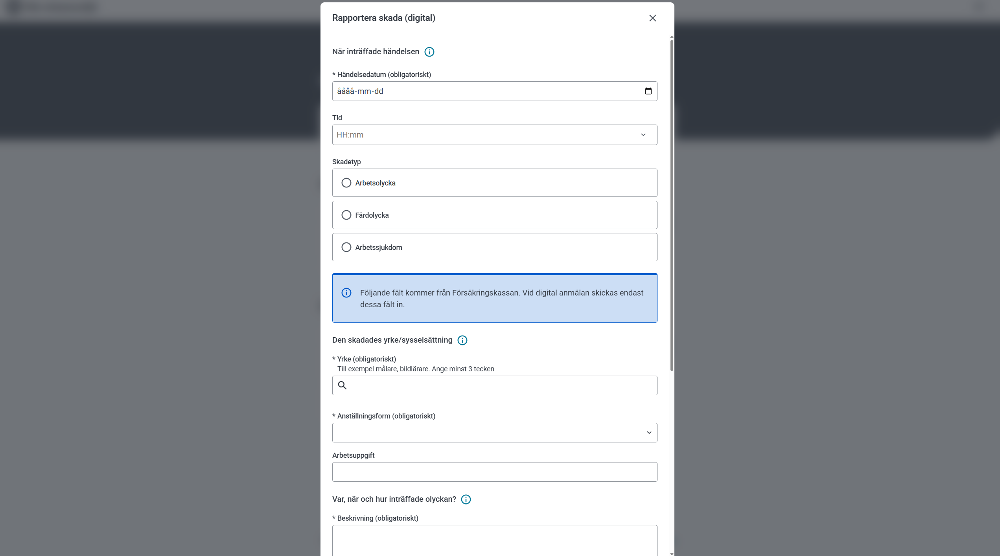 Rapportera skada (digital)
När inträffade händelsen
* Händelsedatum (obligatoriskt)
åååå-mm-dd
Tid
HH:mm
Skadetyp
Arbetsolycka
Färdolycka
Arbetssjukdom
Följande fält kommer från Försäkringskassan. Vid digital anmälan skickas endast
dessa fält in.
Den skadades yrke/sysselsättning
* Yrke (obligatoriskt)
Till exempel målare, bildlärare. Ange minst 3 tecken
* Anställningsform (obligatoriskt)
Arbetsuppgift
Var, när och hur inträffade olyckan?
* Beskrivning (obligatoriskt)